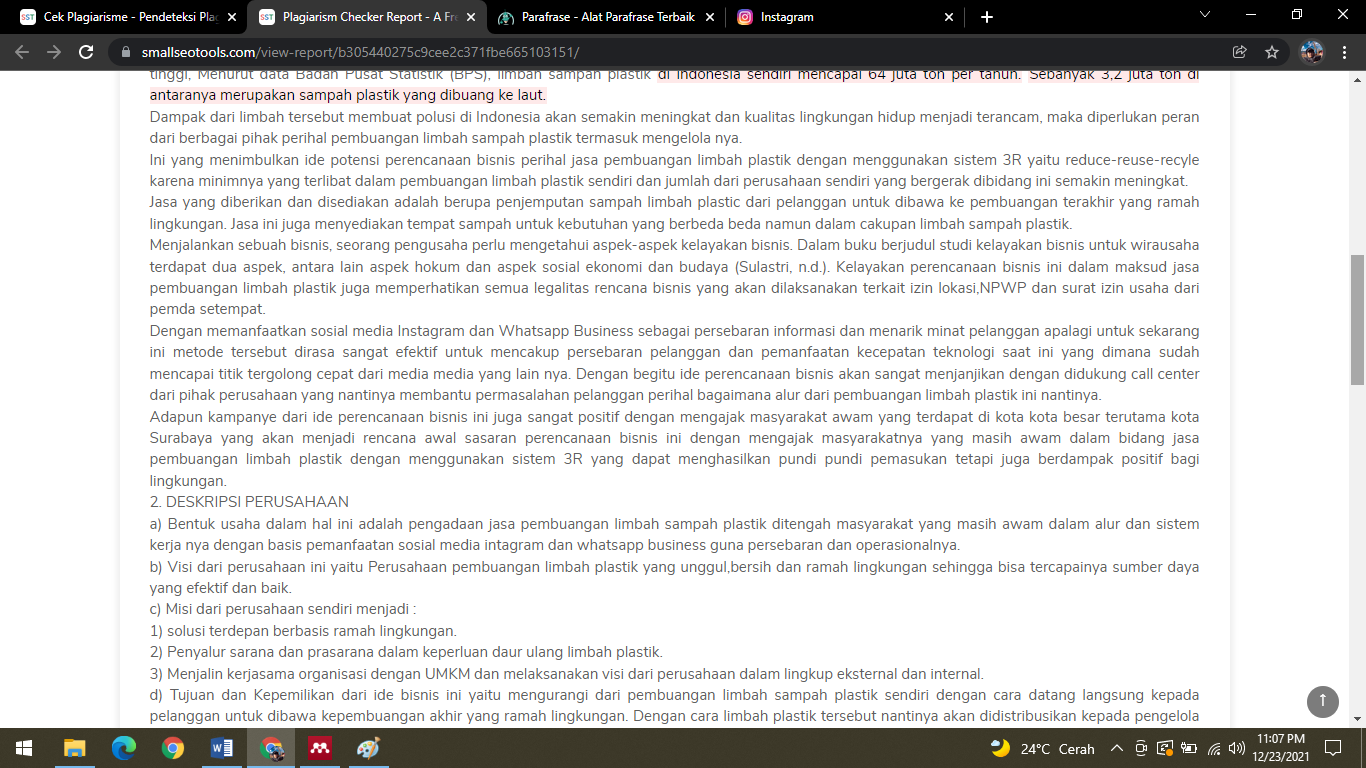 Cek Plagiarisme - Pendeteksi Pla
Plagiarism Checker Report - A Fre
Parafrase - Alat Parafrase Terbaik
Instagram
smallseotools.com/view-report/b305440275c9cee2c371fbe665103151/
tinggi, Menurut data Badan Pusat Statistik (BPS), limbah sampah plastik di Indonesia sendiri mencapai 64 juta ton per tahun. Sebanyak 3,2 juta ton di
antaranya merupakan sampah plastik yang dibuang ke laut.
Dampak dari limbah tersebut membuat polusi di Indonesia akan semakin meningkat dan kualitas lingkungan hidup menjadi terancam, maka diperlukan peran
dari berbagai pihak perihal pembuangan limbah sampah plastik termasuk mengelola nya.
Ini yang menimbulkan ide potensi perencanaan bisnis perihal jasa pembuangan limbah plastik dengan menggunakan sistem 3R yaitu reduce-reuse-recyle
karena minimnya yang terlibat dalam pembuangan limbah plastik sendiri dan jumlah dari perusahaan sendiri yang bergerak dibidang ini semakin meningkat.
Jasa yang diberikan dan disediakan adalah berupa penjemputan sampah limbah plastic dari pelanggan untuk dibawa ke pembuangan terakhir yang ramah
lingkungan. Jasa ini juga menyediakan tempat sampah untuk kebutuhan yang berbeda beda namun dalam cakupan limbah sampah plastik.
Menjalankan sebuah bisnis, seorang pengusaha perlu mengetahui aspek-aspek kelayakan bisnis. Dalam buku berjudul studi kelayakan bisnis untuk wirausaha
terdapat dua aspek, antara lain aspek hokum dan aspek sosial ekonomi dan budaya (Sulastri, n.d.). Kelayakan perencanaan bisnis ini dalam maksud jasa
pembuangan limbah plastik juga memperhatikan semua legalitas rencana bisnis yang akan dilaksanakan terkait izin lokasi,NPWP dan surat izin usaha dari
pemda setempat.
Dengan memanfaatkan sosial media Instagram dan Whatsapp Business sebagai persebaran informasi dan menarik minat pelanggan apalagi untuk sekarang
ini metode tersebut dirasa sangat efektif untuk mencakup persebaran pelanggan dan pemanfaatan kecepatan teknologi saat ini yang dimana sudah
mencapai titik tergolong cepat dari media media yang lain nya. Dengan begitu ide perencanaan bisnis akan sangat menjanjikan dengan didukung call center
dari pihak perusahaan yang nantinya membantu permasalahan pelanggan perihal bagaimana alur dari pembuangan limbah plastik ini nantinya.
Adapun kampanye dari ide perencanaan bisnis ini juga sangat positif dengan mengajak masyarakat awam yang terdapat di kota kota besar terutama kota
Surabaya yang akan menjadi rencana awal sasaran perencanaan bisnis ini dengan mengajak masyarakatnya yang masih awam dalam bidang jasa
pembuangan limbah plastik dengan menggunakan sistem 3R yang dapat menghasilkan pundi pundi pemasukan tetapi juga berdampak positif bagi
lingkungan.
2. DESKRIPSI PERUSAHAAN
a) Bentuk usaha dalam hal ini adalah pengadaan jasa pembuangan limbah sampah plastik ditengah masyarakat yang masih awam dalam alur dan sistem
kerja nya dengan basis pemanfaatan sosial media intagram dan whatsapp business guna persebaran dan operasionalnya.
b) Visi dari perusahaan ini yaitu Perusahaan pembuangan limbah plastik yang unggul,bersih dan ramah lingkungan sehingga bisa tercapainya sumber daya
yang efektif dan baik.
c) Misi dari perusahaan sendiri menjadi :
1) solusi terdepan berbasis ramah lingkungan.
2) Penyalur sarana dan prasarana dalam keperluan daur ulang limbah plastik.
3) Menjalin kerjasama organisasi dengan UMKM dan melaksanakan visi dari perusahaan dalam lingkup eksternal dan internal.
d) Tujuan dan Kepemilikan dari ide bisnis ini yaitu mengurangi dari pembuangan limbah sampah plastik sendiri dengan cara datang langsung kepada
pelanggan untuk dibawa kepembuangan akhir yang ramah lingkungan. Dengan cara limbah plastik tersebut nantinya akan didistribusikan kepada pengelola
24°C Cerah
11:07 PM
12/23/2021